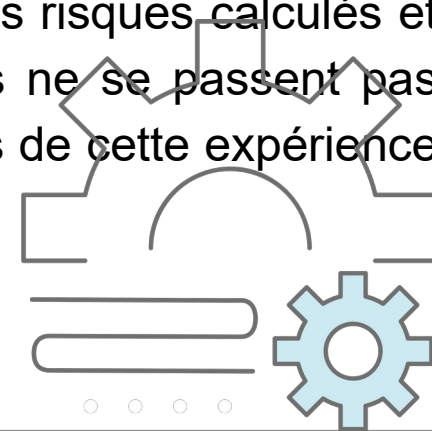 s risques calculés et
s ne se passent pas
s de cette expérience